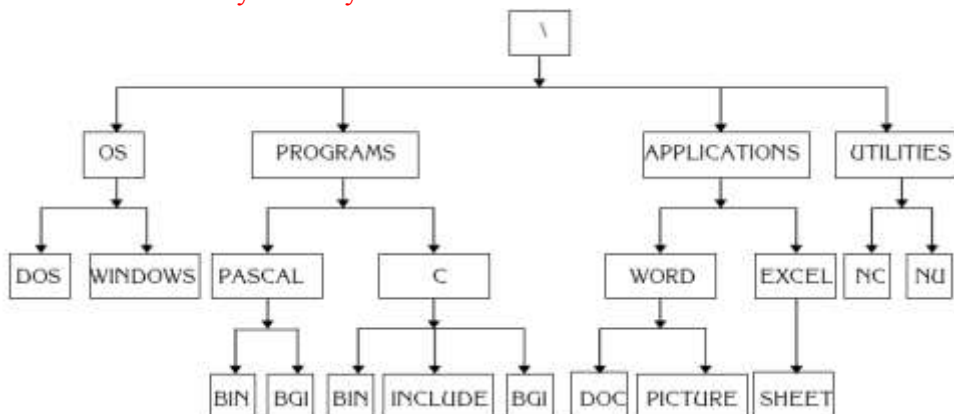 \
OS PROGRAMS APPLICATIONS UTILITIES
DOS WINDOWS PASCAL C WORD EXCEL NC NU
BIN BGI BIN INCLUDE BGI DOC PICTURE SHEET